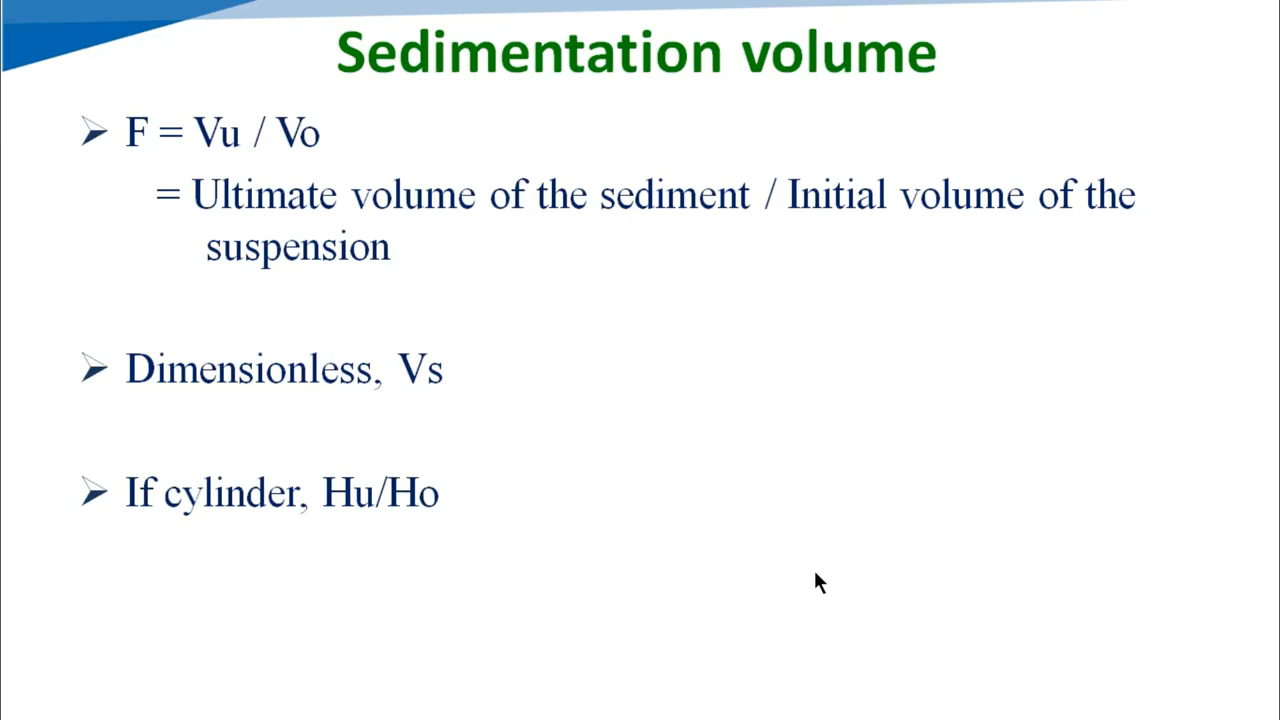 Sedimentation volume
➢ F = Vu / Vo
= Ultimate volume of the sediment / Initial volume of the
suspension
➢ Dimensionless, Vs
➢ If cylinder, Hu/Ho